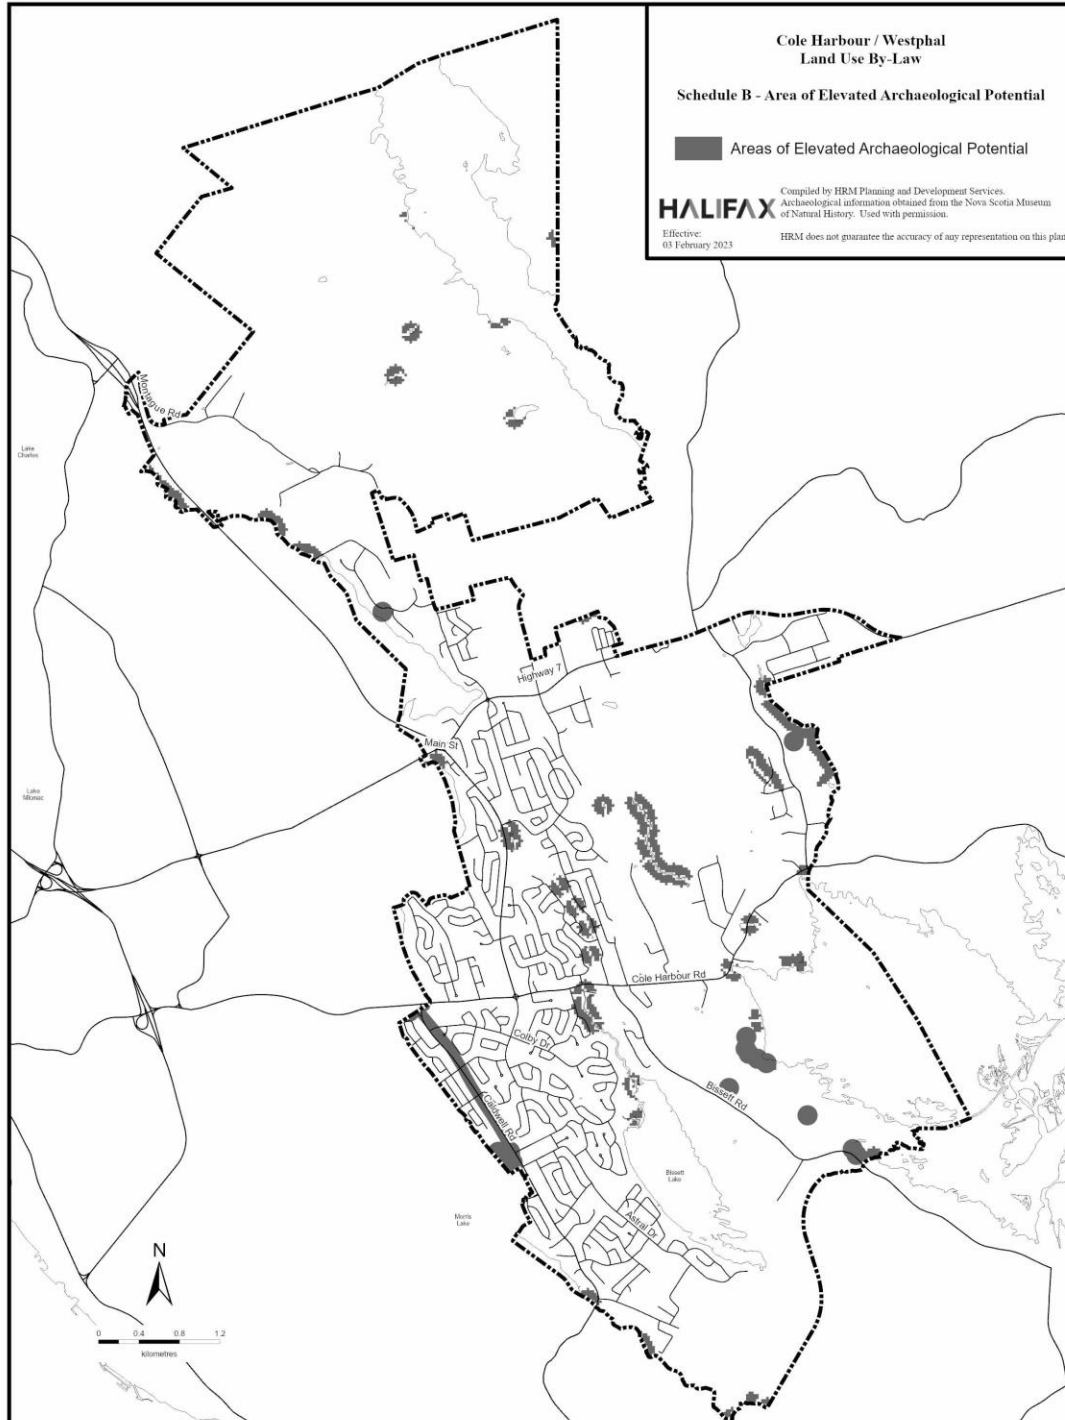 Cole Harbour / Westphal
Land Use By-Law
Schedule B - Area of Elevated Archaeological Potential
Areas of Elevated Archaeological Potential
HALIFAX
Compiled by HRM Planning and Development Services.
Archaeological information obtained from the Nova Scotia Museum
of Natural History. Used with permission.
Effective:
03 February 2023
HRM does not guarantee the accuracy of any representation on this plan
Montague Rd
Lake
Charles
Highway 7
Main St
Lake
Micmac
Cole Harbour Rd
Colby Dr
Caldwell Rd
Bissett Rd
Bissett
Lake
Morris
Lake
Astral Dr
N
0 0.4 0.8 1.2
kilometres